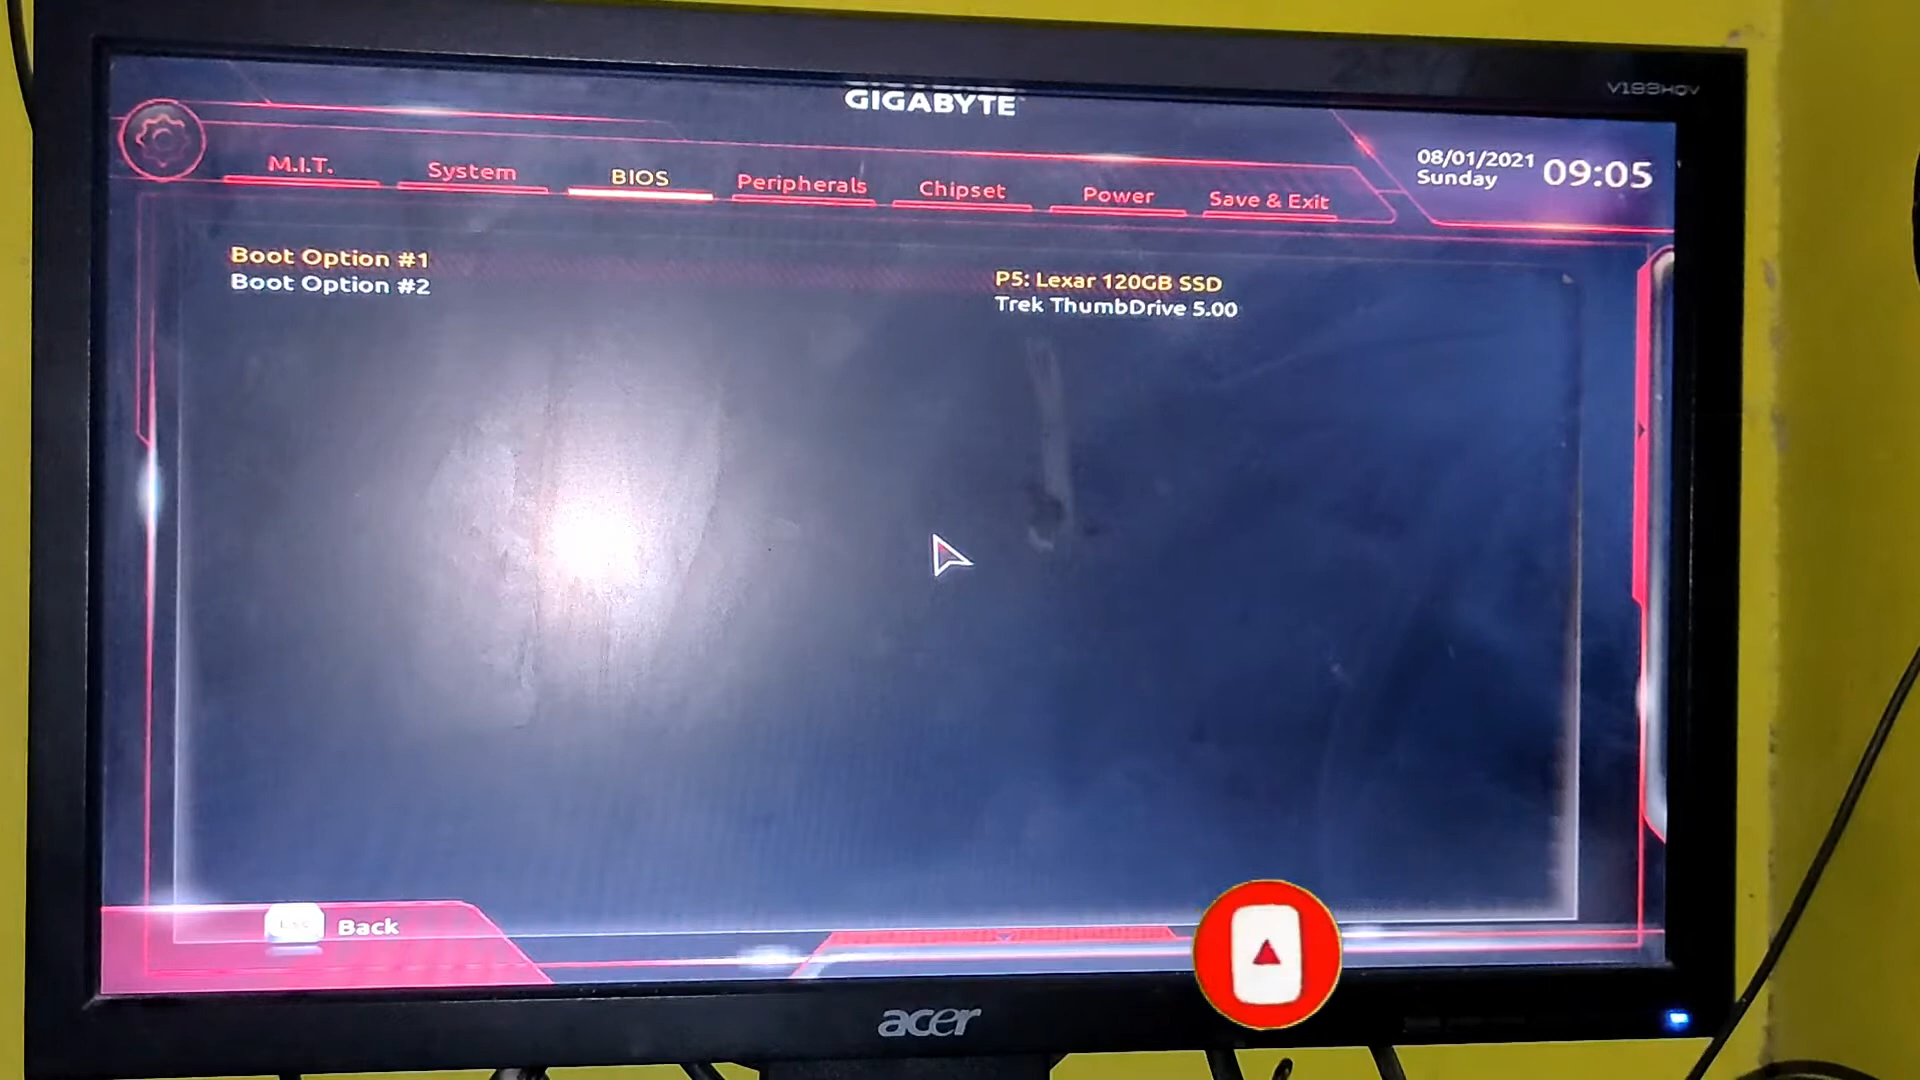 V193HQV
GIGABYTE
M.I.T.
System
BIOS
Peripherals
Chipset
Power
Save & Exit
08/01/2021
Sunday
09:05
Boot Option #1
P5: Lexar 120GB SSD
Boot Option #2
Trek ThumbDrive 5.00
Back
acer